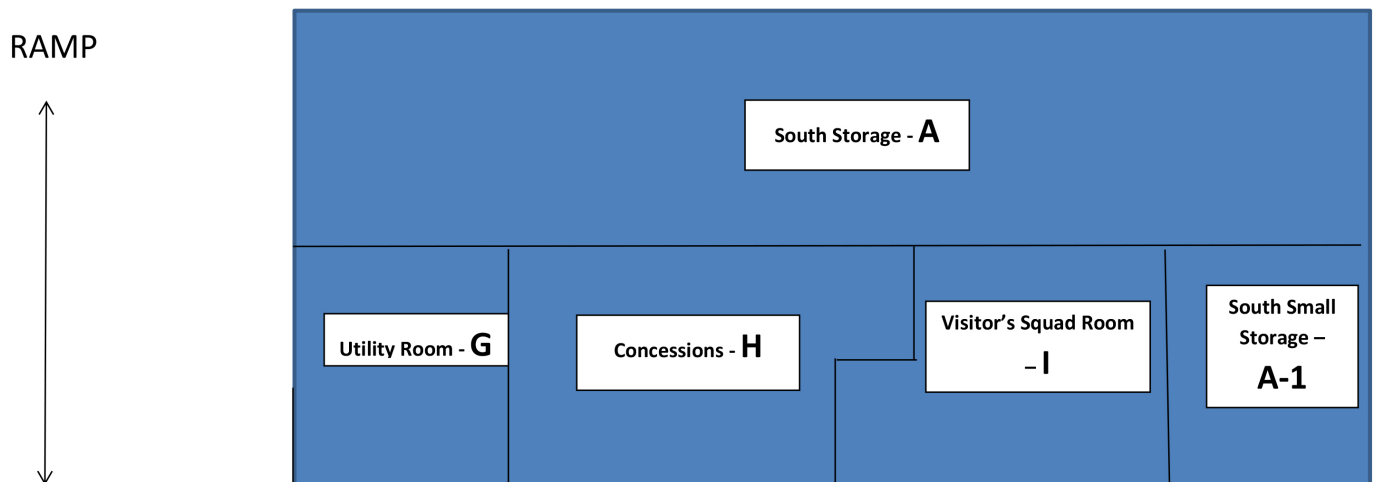 RAMP
South Storage - A
Utility Room - G
Concessions - H
Visitor’s Squad Room
– I
South Small
Storage –
A-1